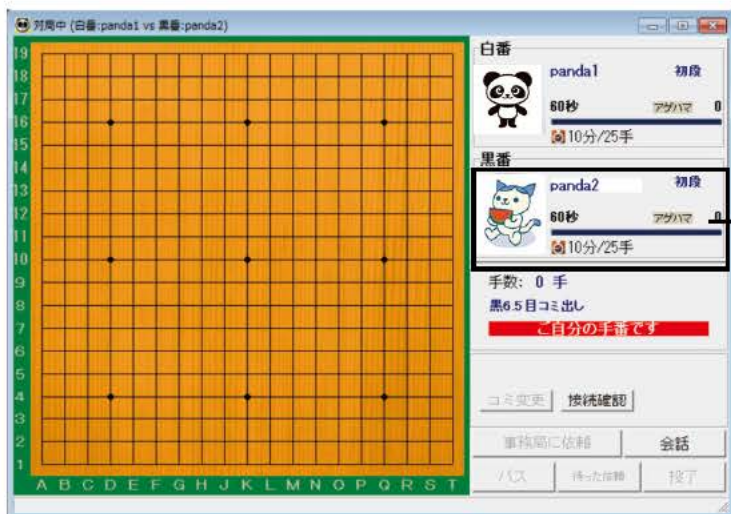 対局中 (白番:panda1 vs 黒番:panda2)
19
18
17
16
15
14
13
12
11
10
9
8
7
6
5
4
3
2
1
A B C D E F G H J K L M N O P Q R S T
白番
panda1 初段
60秒 アゲハマ 0
10分/25手
黒番
panda2 初段
60秒 アゲハマ 0
10分/25手
手数: 0 手
黒6.5目コミ出し
ご自分の手番です
コミ変更 接続確認
事務局に依頼 会話
パス 待った依頼 投了